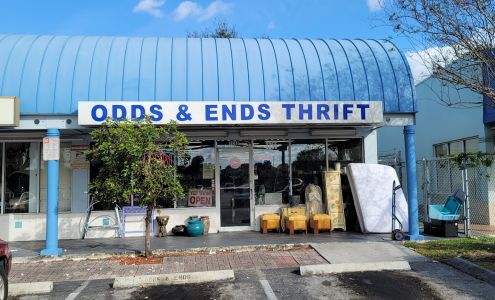 ODDS & ENDS THRIFT
OPEN